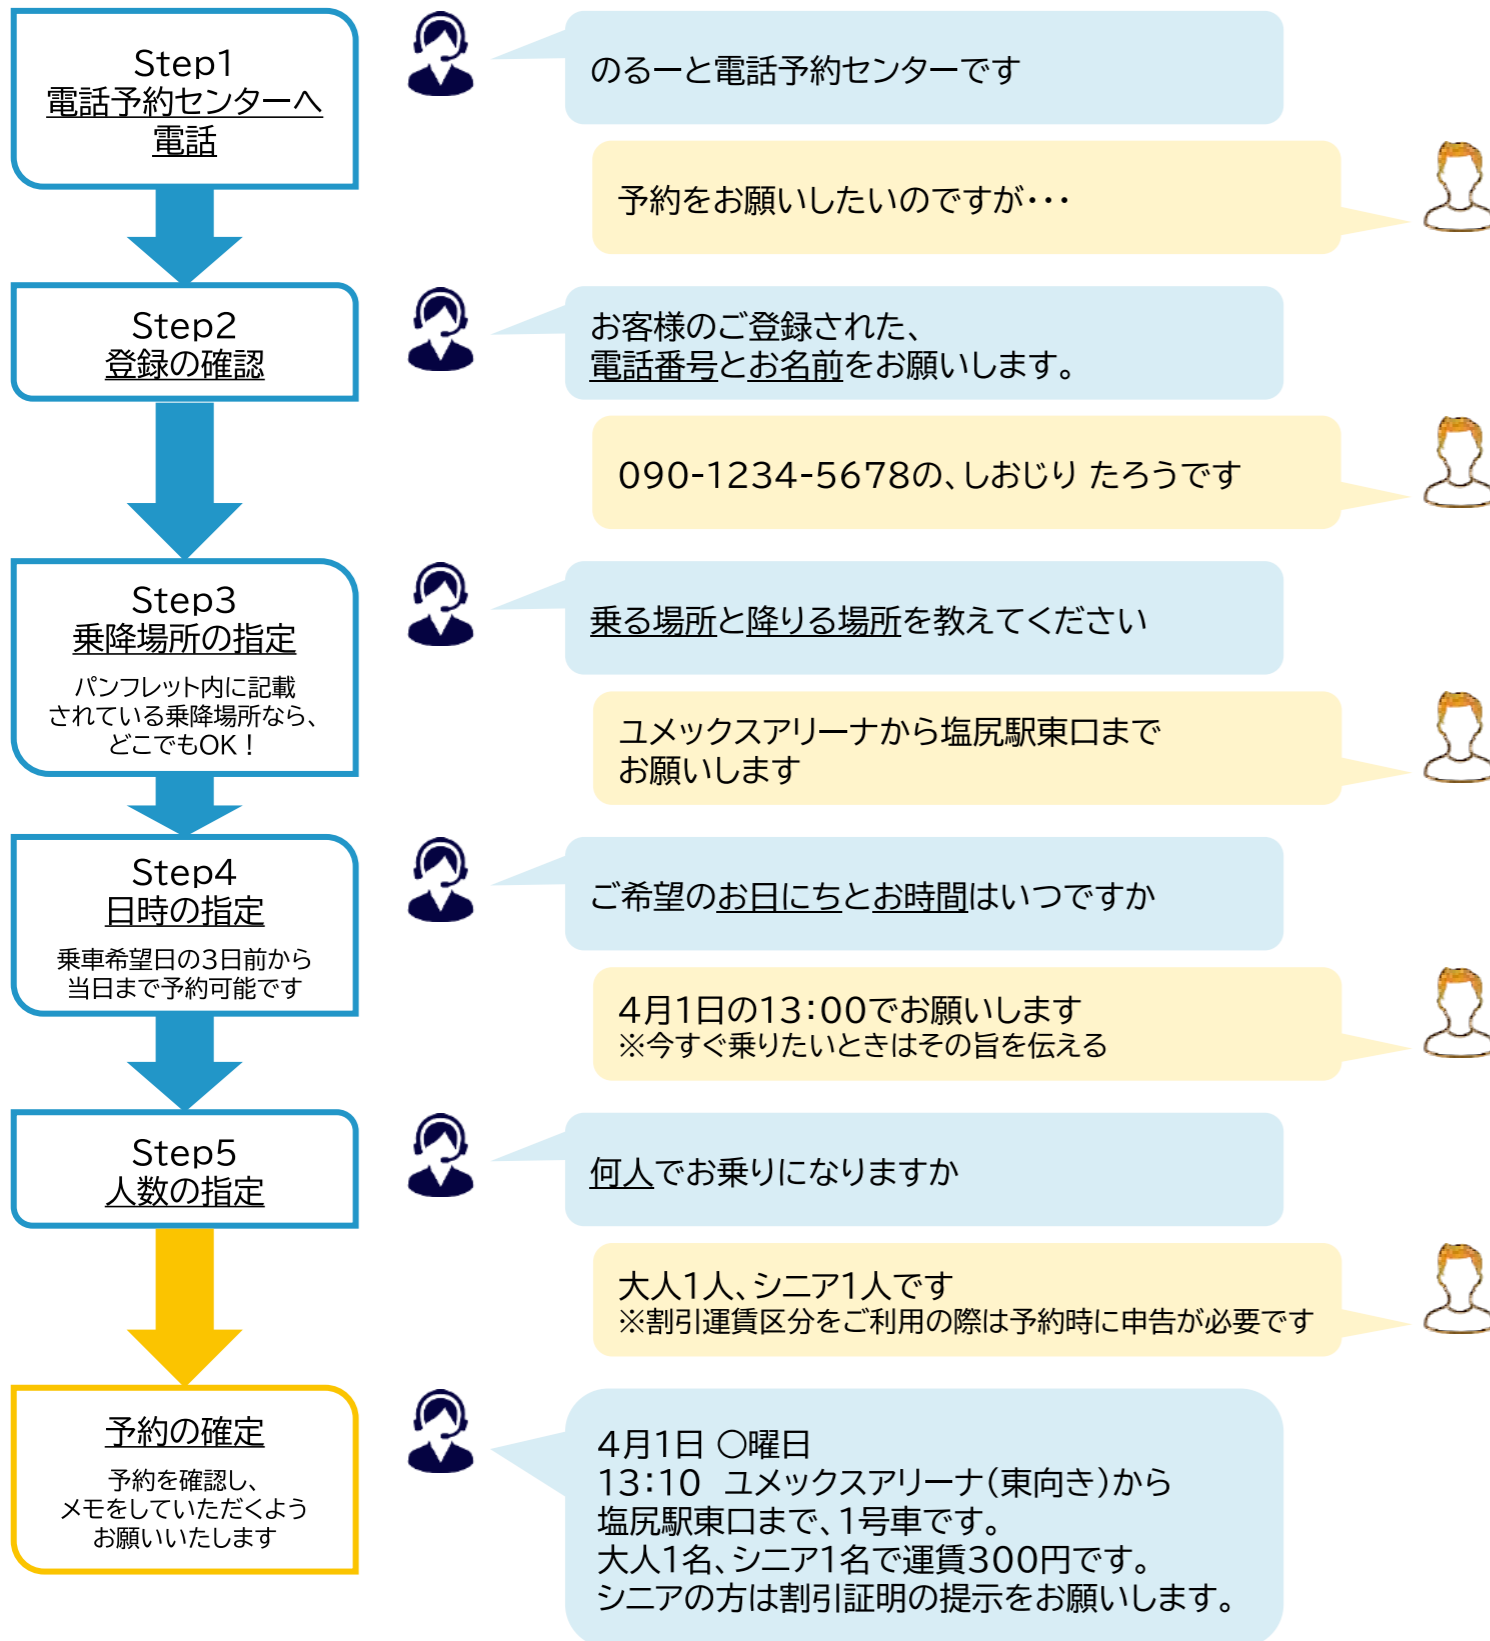 Step1
電話予約センターへ
電話
のるーと電話予約センターです
予約をお願いしたいのですが・・・
Step2
登録の確認
お客様のご登録された、
電話番号とお名前をお願いします。
090-1234-5678の、しおじり たろうです
Step3
乗降場所の指定
パンフレット内に記載
されている乗降場所なら、
どこでもOK！
乗る場所と降りる場所を教えてください
ユメックスアリーナから塩尻駅東口まで
お願いします
Step4
日時の指定
乗車希望日の3日前から
当日まで予約可能です
ご希望のお日にちとお時間はいつですか
4月1日の13：00でお願いします
※今すぐ乗りたいときはその旨を伝える
Step5
人数の指定
何人でお乗りになりますか
大人1人、シニア1人です
※割引運賃区分をご利用の際は予約時に申告が必要です
予約の確定
予約を確認し、
メモをしていただくよう
お願いいたします
4月1日 〇曜日
13：10　ユメックスアリーナ（東向き）から
塩尻駅東口まで、1号車です。
大人1名、シニア1名で運賃300円です。
シニアの方は割引証明の提示をお願いします。